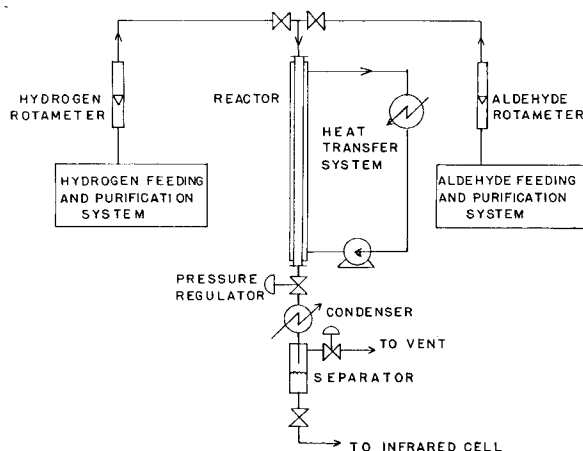 HYDROGEN
ROTAMETER
REACTOR
HEAT
TRANSFER
SYSTEM
ALDEHYDE
ROTAMETER
HYDROGEN FEEDING
AND PURIFICATION
SYSTEM
ALDEHYDE FEEDING
AND PURIFICATION
SYSTEM
PRESSURE
REGULATOR
CONDENSER
TO VENT
SEPARATOR
TO INFRARED CELL